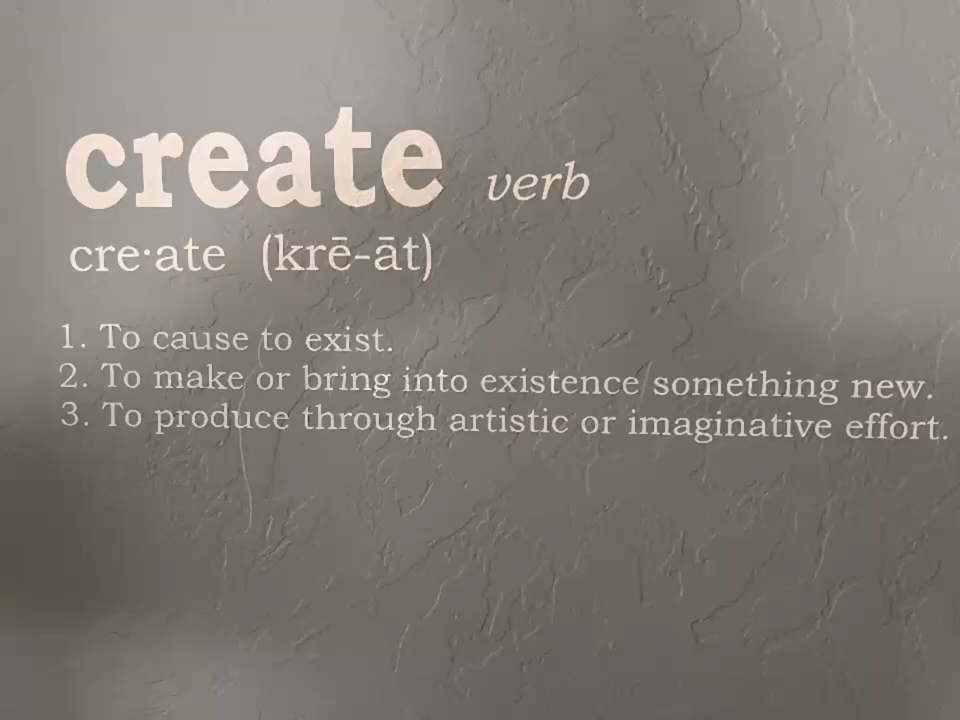 create verb
cre·ate (krē-āt)
1. To cause to exist.
2. To make or bring into existence something new.
3. To produce through artistic or imaginative effort.